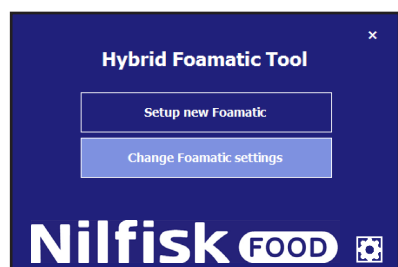 ×
Hybrid Foamatic Tool
Setup new Foamatic
Change Foamatic settings
Nilfisk FOOD